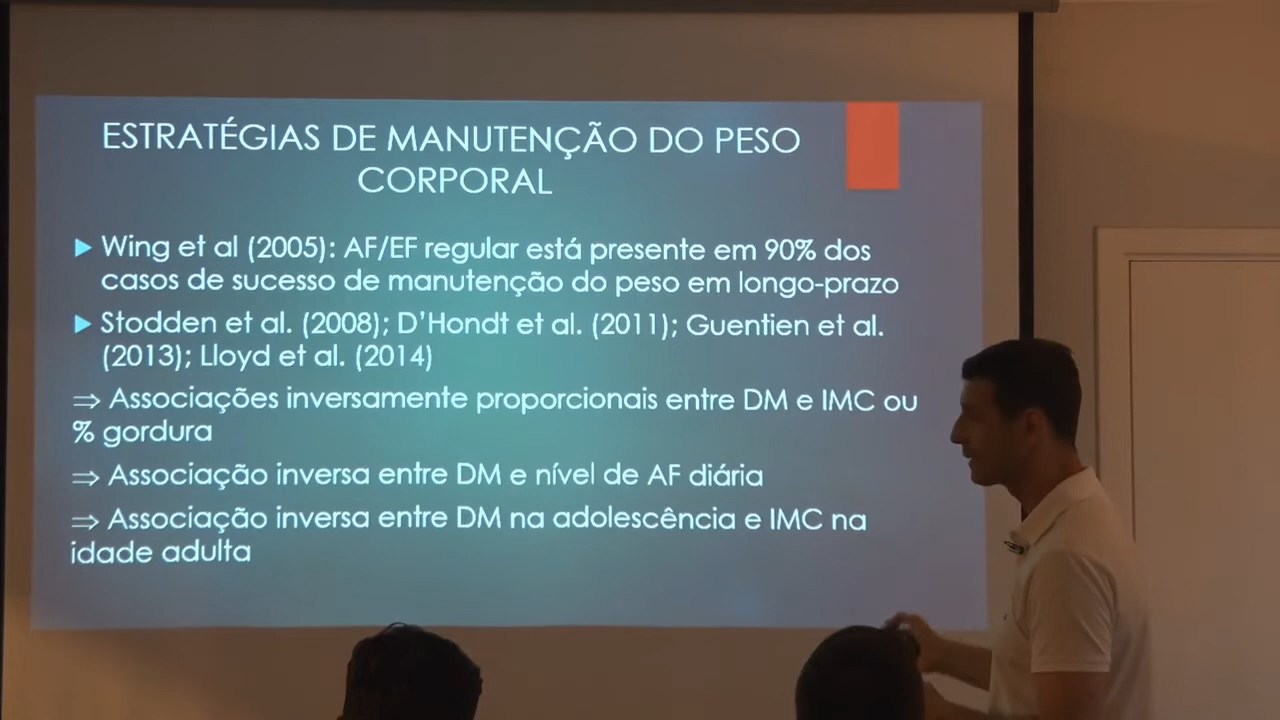 ESTRATÉGIAS DE MANUTENÇÃO DO PESO
CORPORAL
Wing et al (2005): AF/EF regular está presente em 90% dos
casos de sucesso de manutenção do peso em longo-prazo
Stodden et al. (2008); D'Hondt et al. (2011); Guentien et al.
(2013); Lloyd et al. (2014)
⇒ Associações inversamente proporcionais entre DM e IMC ou
% gordura
⇒ Associação inversa entre DM e nível de AF diária
⇒ Associação inversa entre DM na adolescência e IMC na
idade adulta